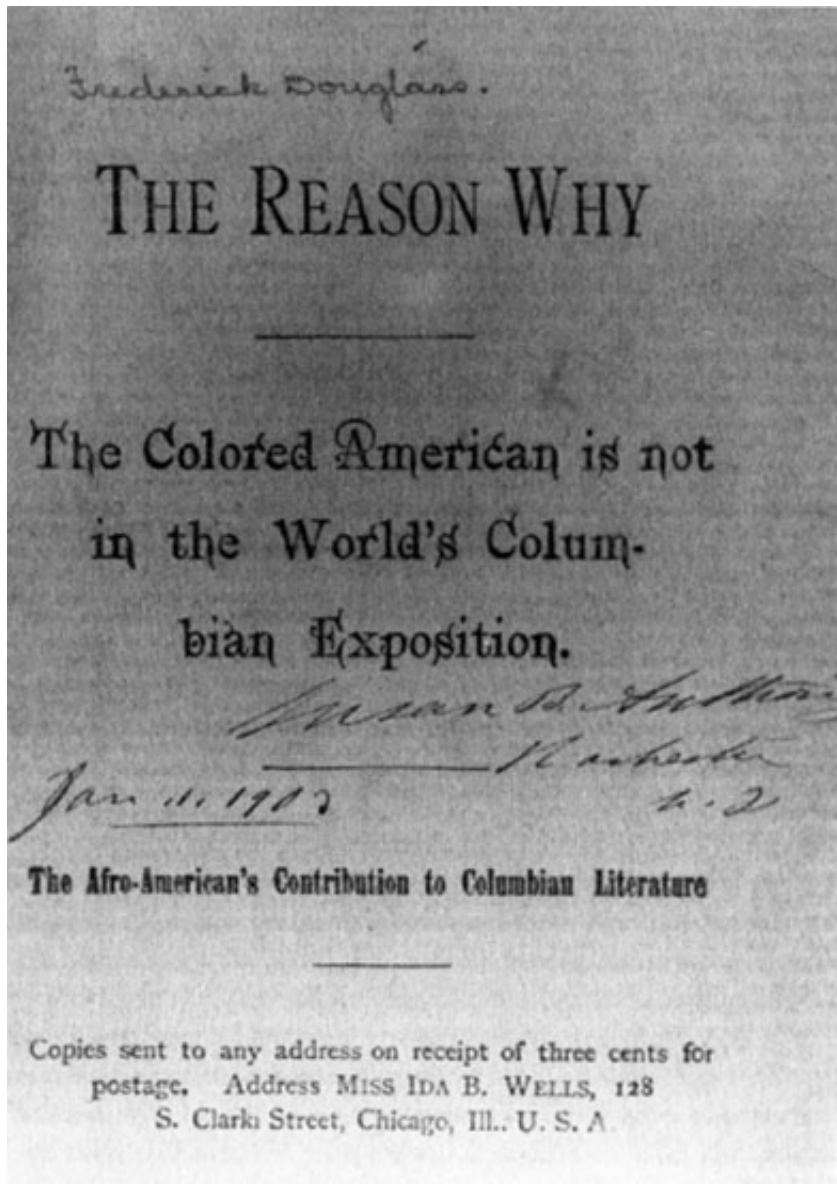 Frederick Douglass.
THE REASON WHY
The Colored American is not
in the World's Colum-
bian Exposition.
Susan B. Anthony
Rochester
Jan. 1. 1903
N. Y
The Afro-American's Contribution to Columbian Literature
Copies sent to any address on receipt of three cents for
postage. Address MISS IDA B. WELLS, 128
S. Clark Street, Chicago, Ill.. U. S. A.